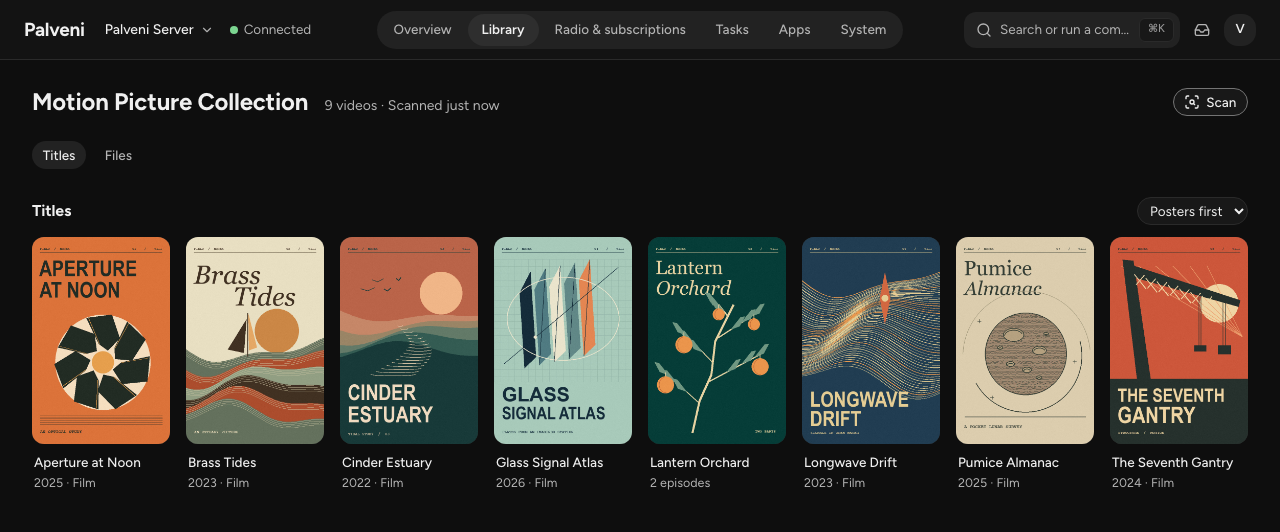 Palveni
Palveni Server
Connected
Overview
Library
Radio & subscriptions
Tasks
Apps
System
Search or run a com...
⌘K
V
Motion Picture Collection
9 videos · Scanned just now
Scan
Titles
Files
Titles
Posters first
APERTURE
AT NOON
Brass
Tides
CINDER
ESTUARY
GLASS
SIGNAL ATLAS
Lantern
Orchard
LONGWAVE
DRIFT
Pumice
Almanac
A POCKET LUNAR SURVEY
THE SEVENTH
GANTRY
Aperture at Noon
2025 · Film
Brass Tides
2023 · Film
Cinder Estuary
2022 · Film
Glass Signal Atlas
2026 · Film
Lantern Orchard
2 episodes
Longwave Drift
2023 · Film
Pumice Almanac
2025 · Film
The Seventh Gantry
2024 · Film